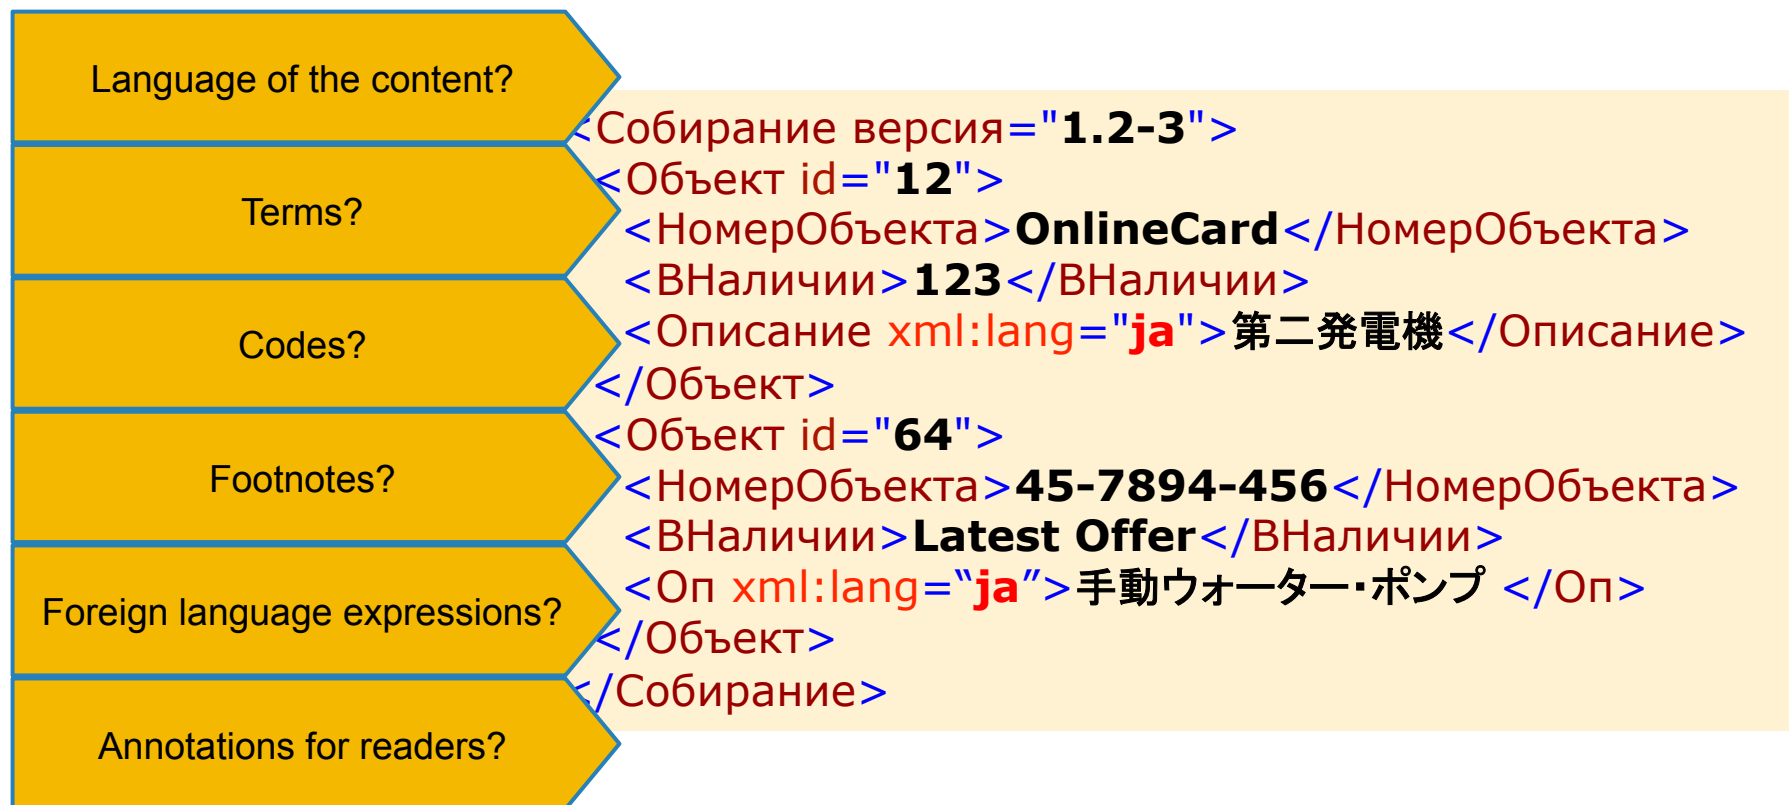 Language of the content?
Terms?
Codes?
Footnotes?
Foreign language expressions?
Annotations for readers?
<Собирание версия="1.2-3">
<Объект id="12">
<НомерОбъекта>OnlineCard</НомерОбъекта>
<ВНаличии>123</ВНаличии>
<Описание xml:lang="ja">第二発電機</Описание>
</Объект>
<Объект id="64">
<НомерОбъекта>45-7894-456</НомерОбъекта>
<ВНаличии>Latest Offer</ВНаличии>
<Оп xml:lang=“ja”>手動ウォーター・ポンプ </Оп>
</Объект>
</Собирание>